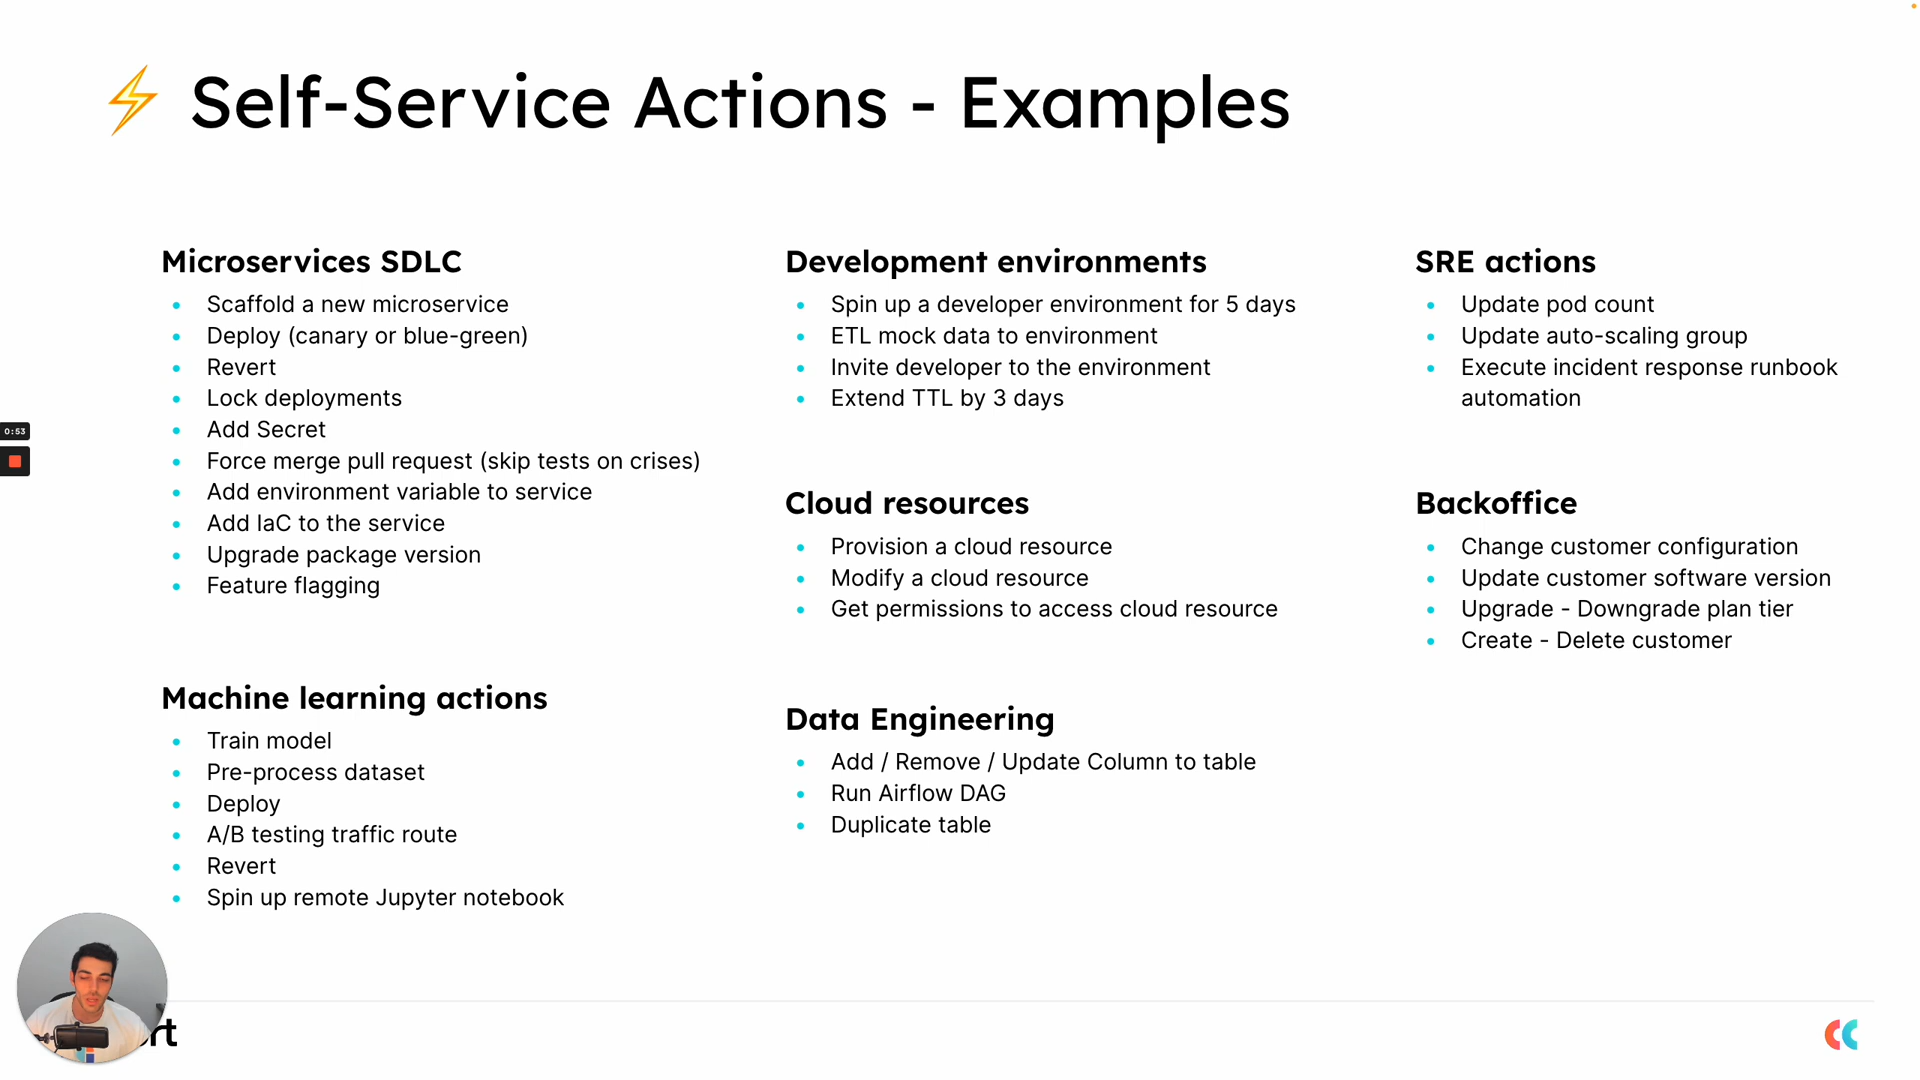 ⚡ Self-Service Actions - Examples
Microservices SDLC
Scaffold a new microservice
Deploy (canary or blue-green)
Revert
Lock deployments
Add Secret
Force merge pull request (skip tests on crises)
Add environment variable to service
Add IaC to the service
Upgrade package version
Feature flagging
Machine learning actions
Train model
Pre-process dataset
Deploy
A/B testing traffic route
Revert
Spin up remote Jupyter notebook
Development environments
Spin up a developer environment for 5 days
ETL mock data to environment
Invite developer to the environment
Extend TTL by 3 days
Cloud resources
Provision a cloud resource
Modify a cloud resource
Get permissions to access cloud resource
Data Engineering
Add / Remove / Update Column to table
Run Airflow DAG
Duplicate table
SRE actions
Update pod count
Update auto-scaling group
Execute incident response runbook
automation
Backoffice
Change customer configuration
Update customer software version
Upgrade - Downgrade plan tier
Create - Delete customer
0:53